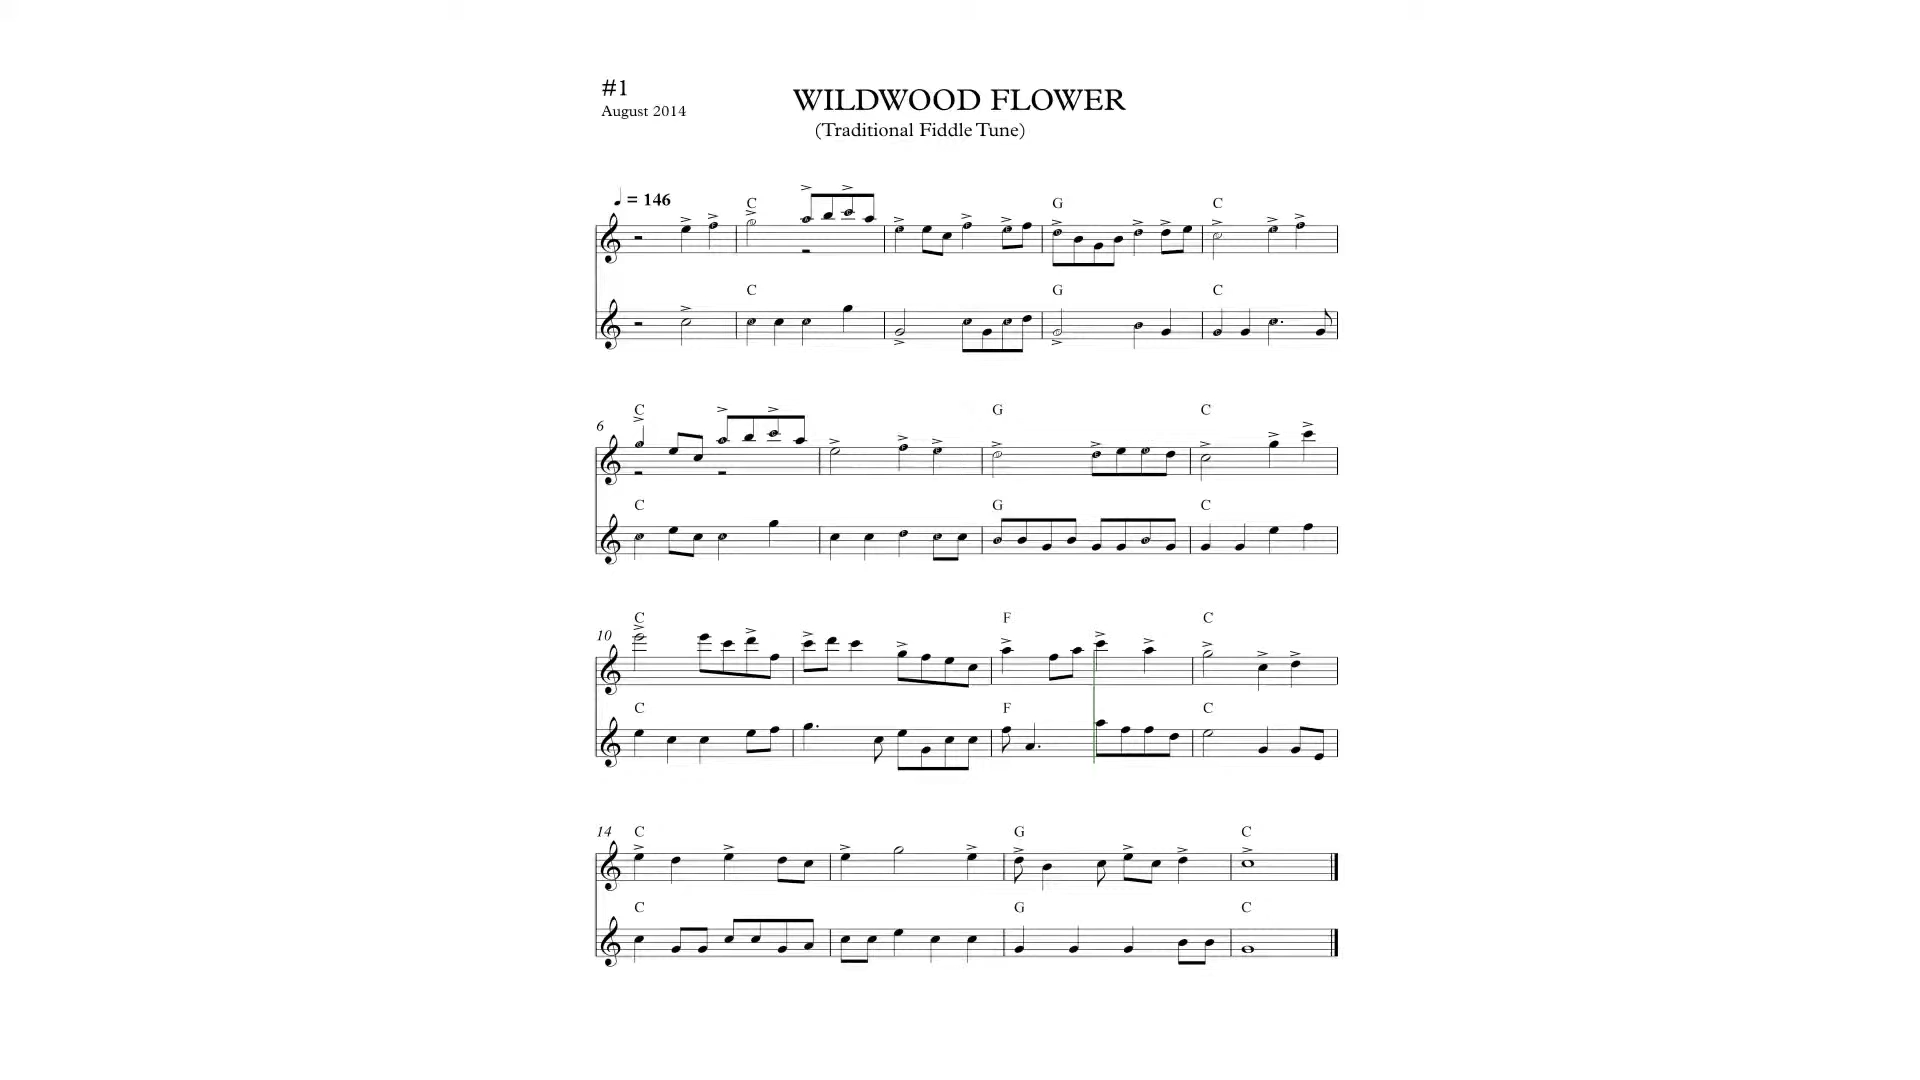 #1
August 2014
WILDWOOD FLOWER
(Traditional Fiddle Tune)
♩ = 146
C G C
C G C
6
C G C
C G C
10
C F C
C F C
14
C G C
C G C